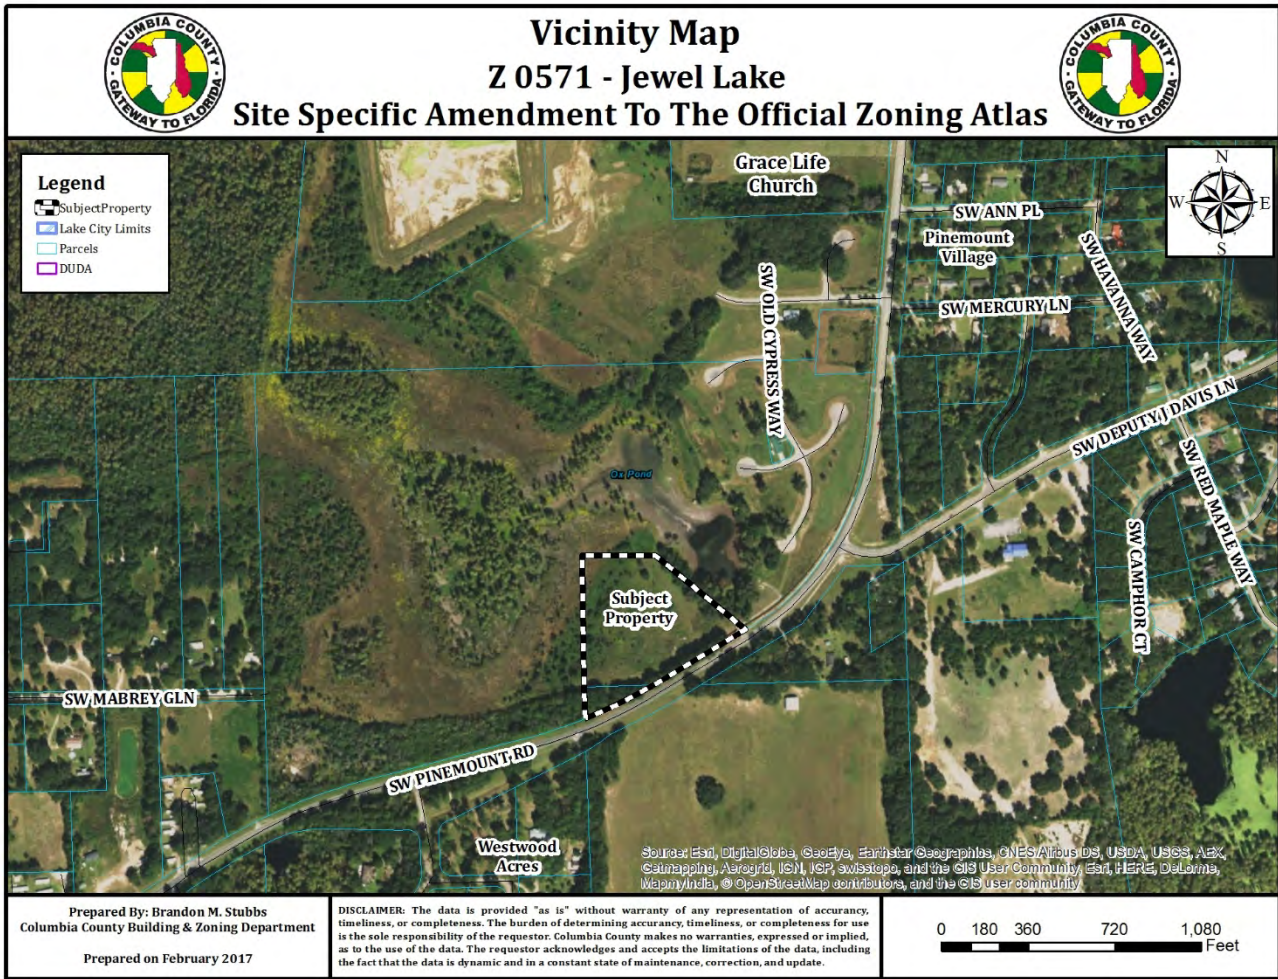 Vicinity Map
Z 0571 - Jewel Lake
Site Specific Amendment To The Official Zoning Atlas
COLUMBIA COUNTY
· GATEWAY TO FLORIDA ·
COLUMBIA COUNTY
· GATEWAY TO FLORIDA ·
Legend
SubjectProperty
Lake City Limits
Parcels
DUDA
N
W E
S
Grace Life
Church
SW ANN PL
Pinemount
Village
SW HAVANNA WAY
SW MERCURY LN
SW OLD CYPRESS WAY
SW DEPUTY J DAVIS LN
SW RED MAPLE WAY
SW CAMPHOR CT
Ox Pond
Subject
Property
SW MABREY GLN
SW PINEMOUNT RD
Westwood
Acres
Source: Esri, DigitalGlobe, GeoEye, Earthstar Geographics, CNES/Airbus DS, USDA, USGS, AEX,
Getmapping, Aerogrid, IGN, IGP, swisstopo, and the GIS User Community, Esri, HERE, DeLorme,
MapmyIndia, © OpenStreetMap contributors, and the GIS user community
Prepared By: Brandon M. Stubbs
Columbia County Building & Zoning Department
Prepared on February 2017
DISCLAIMER: The data is provided "as is" without warranty of any representation of accurancy,
timeliness, or completeness. The burden of determining accurancy, timeliness, or completeness for use
is the sole responsibility of the requestor. Columbia County makes no warranties, expressed or implied,
as to the use of the data. The requestor acknowledges and accepts the limitations of the data, including
the fact that the data is dynamic and in a constant state of maintenance, correction, and update.
0 180 360 720 1,080
Feet